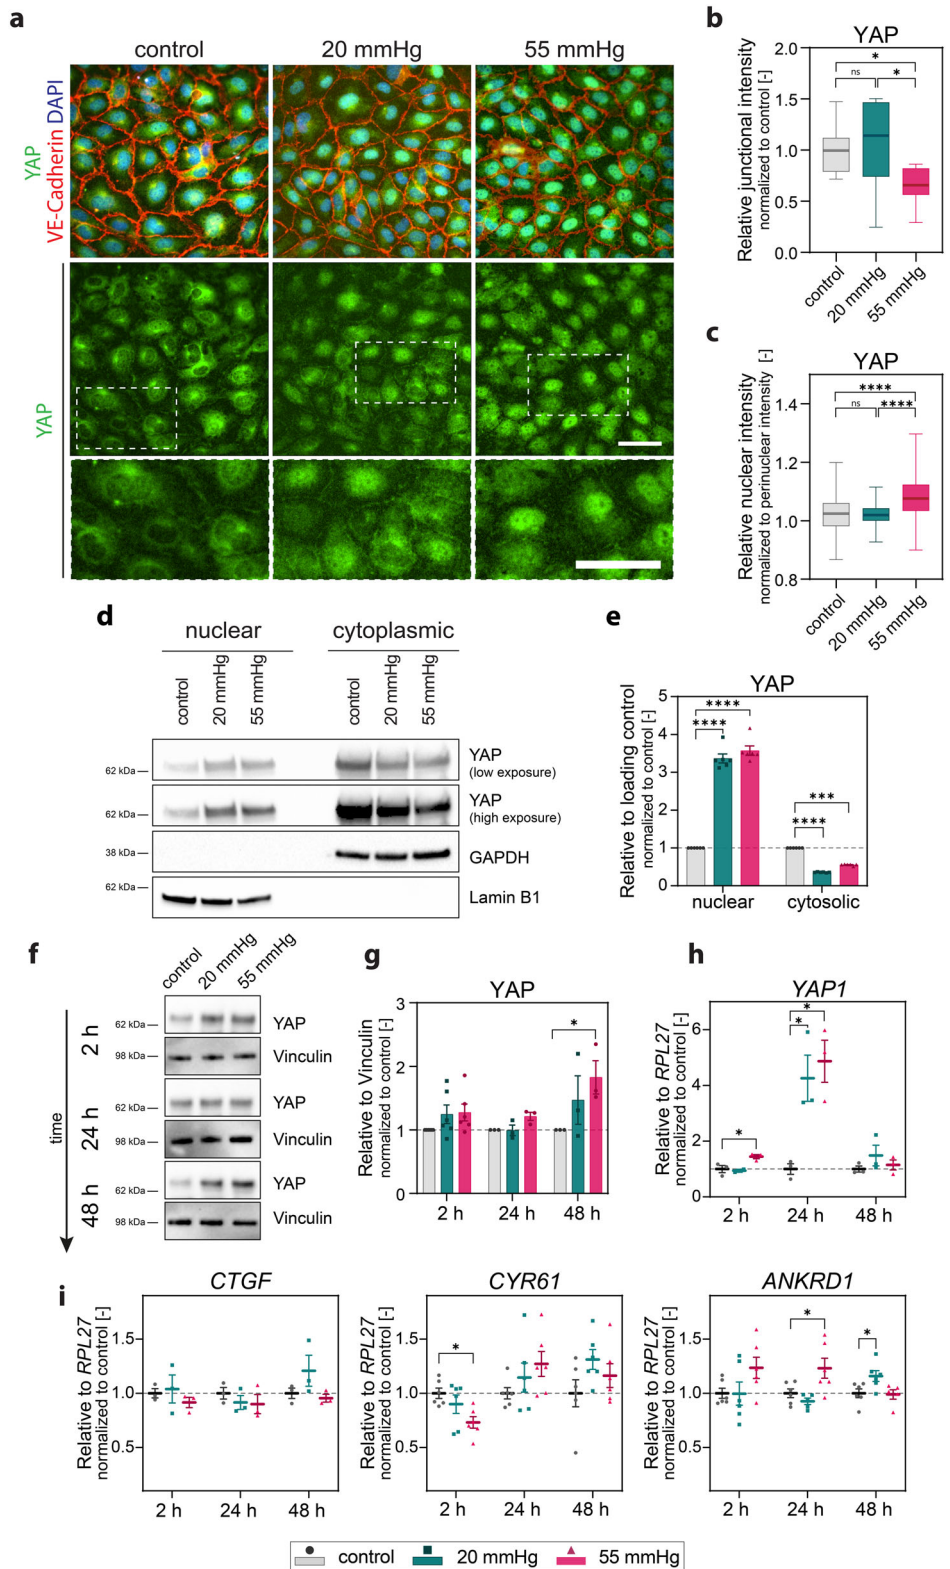 a
control
20 mmHg
55 mmHg
YAP
VE-Cadherin DAPI
YAP
b
YAP
Relative junctional intensity
normalized to control [-]
2.0
1.5
1.0
0.5
0.0
*
ns
*
control
20 mmHg
55 mmHg
c
YAP
Relative nuclear intensity
normalized to perinuclear intensity [-]
1.4
1.2
1.0
0.8
****
ns
****
control
20 mmHg
55 mmHg
d
nuclear
cytoplasmic
control
20 mmHg
55 mmHg
control
20 mmHg
55 mmHg
62 kDa
YAP
(low exposure)
62 kDa
YAP
(high exposure)
38 kDa
GAPDH
62 kDa
Lamin B1
e
YAP
Relative to loading control
normalized to control [-]
5
4
3
2
1
0
****
****
***
****
nuclear
cytosolic
f
control
20 mmHg
55 mmHg
time
2 h
62 kDa
YAP
98 kDa
Vinculin
24 h
62 kDa
YAP
98 kDa
Vinculin
48 h
62 kDa
YAP
98 kDa
Vinculin
g
YAP
Relative to Vinculin
normalized to control [-]
3
2
1
0
*
2 h
24 h
48 h
h
YAP1
Relative to RPL27
normalized to control [-]
6
4
2
1
0
*
*
*
2 h
24 h
48 h
i
CTGF
Relative to RPL27
normalized to control [-]
1.5
1.0
0.5
2 h
24 h
48 h
CYR61
Relative to RPL27
normalized to control [-]
1.5
1.0
0.5
*
2 h
24 h
48 h
ANKRD1
Relative to RPL27
normalized to control [-]
1.5
1.0
0.5
*
*
2 h
24 h
48 h
control
20 mmHg
55 mmHg